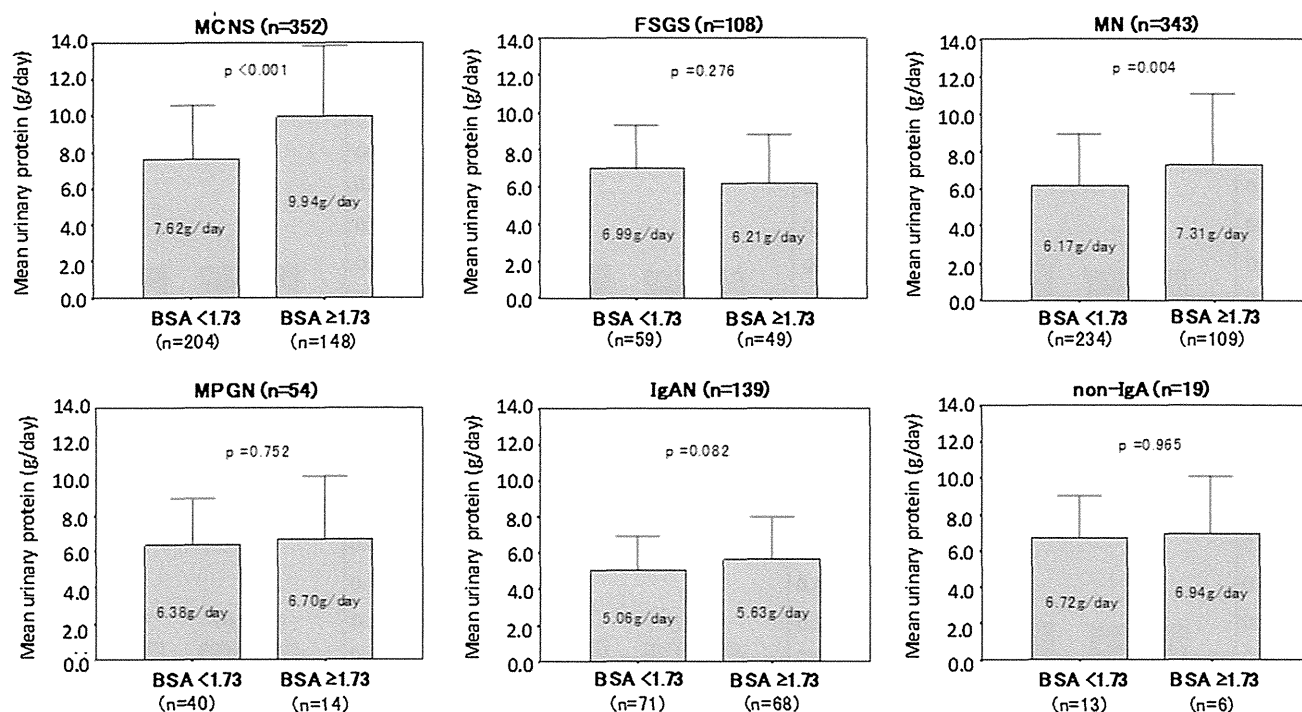 MCNS (n=352)
Mean urinary protein (g/day)
14.0
12.0
10.0
8.0
6.0
4.0
2.0
0.0
p <0.001
7.62g/day
9.94g/day
BSA <1.73
BSA ≥1.73
(n=204)
(n=148)
FSGS (n=108)
Mean urinary protein (g/day)
14.0
12.0
10.0
8.0
6.0
4.0
2.0
0.0
p =0.276
6.99g/day
6.21g/day
BSA <1.73
BSA ≥1.73
(n=59)
(n=49)
MN (n=343)
Mean urinary protein (g/day)
14.0
12.0
10.0
8.0
6.0
4.0
2.0
0.0
p =0.004
6.17g/day
7.31g/day
BSA <1.73
BSA ≥1.73
(n=234)
(n=109)
MPGN (n=54)
Mean urinary protein (g/day)
14.0
12.0
10.0
8.0
6.0
4.0
2.0
0.0
p =0.752
6.38g/day
6.70g/day
BSA <1.73
BSA ≥1.73
(n=40)
(n=14)
IgAN (n=139)
Mean urinary protein (g/day)
14.0
12.0
10.0
8.0
6.0
4.0
2.0
0.0
p =0.082
5.06g/day
5.63g/day
BSA <1.73
BSA ≥1.73
(n=71)
(n=68)
non-IgA (n=19)
Mean urinary protein (g/day)
14.0
12.0
10.0
8.0
6.0
4.0
2.0
0.0
p =0.965
6.72g/day
6.94g/day
BSA <1.73
BSA ≥1.73
(n=13)
(n=6)